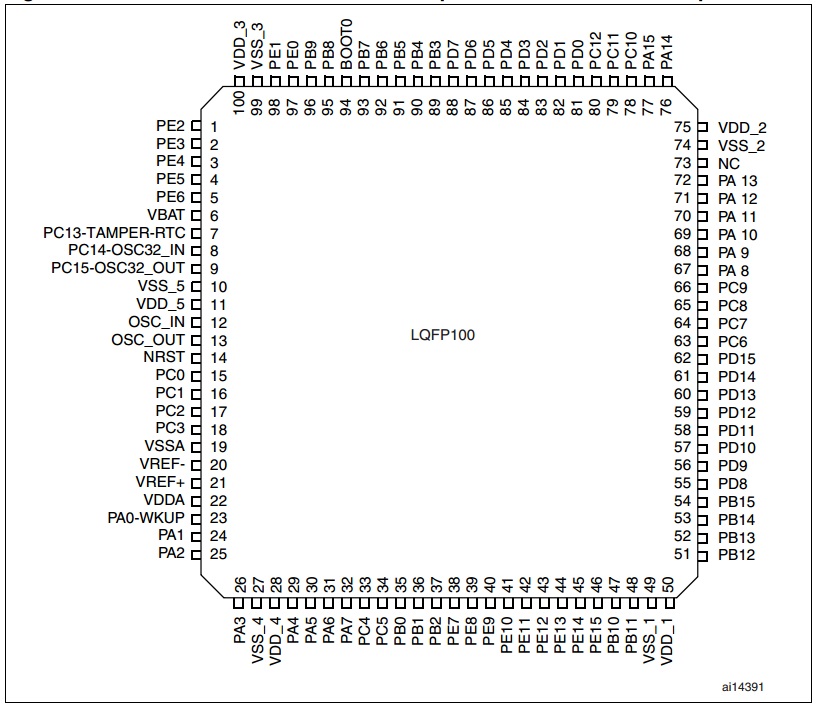 VDD_3
VSS_3
PE1
PE0
PB9
PB8
BOOT0
PB7
PB6
PB5
PB4
PB3
PD7
PD6
PD5
PD4
PD3
PD2
PD1
PD0
PC12
PC11
PC10
PA15
PA14
100 99 98 97 96 95 94 93 92 91 90 89 88 87 86 85 84 83 82 81 80 79 78 77 76
PE2 1
PE3 2
PE4 3
PE5 4
PE6 5
VBAT 6
PC13-TAMPER-RTC 7
PC14-OSC32_IN 8
PC15-OSC32_OUT 9
VSS_5 10
VDD_5 11
OSC_IN 12
OSC_OUT 13
NRST 14
PC0 15
PC1 16
PC2 17
PC3 18
VSSA 19
VREF- 20
VREF+ 21
VDDA 22
PA0-WKUP 23
PA1 24
PA2 25
LQFP100
75 VDD_2
74 VSS_2
73 NC
72 PA 13
71 PA 12
70 PA 11
69 PA 10
68 PA 9
67 PA 8
66 PC9
65 PC8
64 PC7
63 PC6
62 PD15
61 PD14
60 PD13
59 PD12
58 PD11
57 PD10
56 PD9
55 PD8
54 PB15
53 PB14
52 PB13
51 PB12
26 27 28 29 30 31 32 33 34 35 36 37 38 39 40 41 42 43 44 45 46 47 48 49 50
PA3
VSS_4
VDD_4
PA4
PA5
PA6
PA7
PC4
PC5
PB0
PB1
PB2
PE7
PE8
PE9
PE10
PE11
PE12
PE13
PE14
PE15
PB10
PB11
VSS_1
VDD_1
ai14391